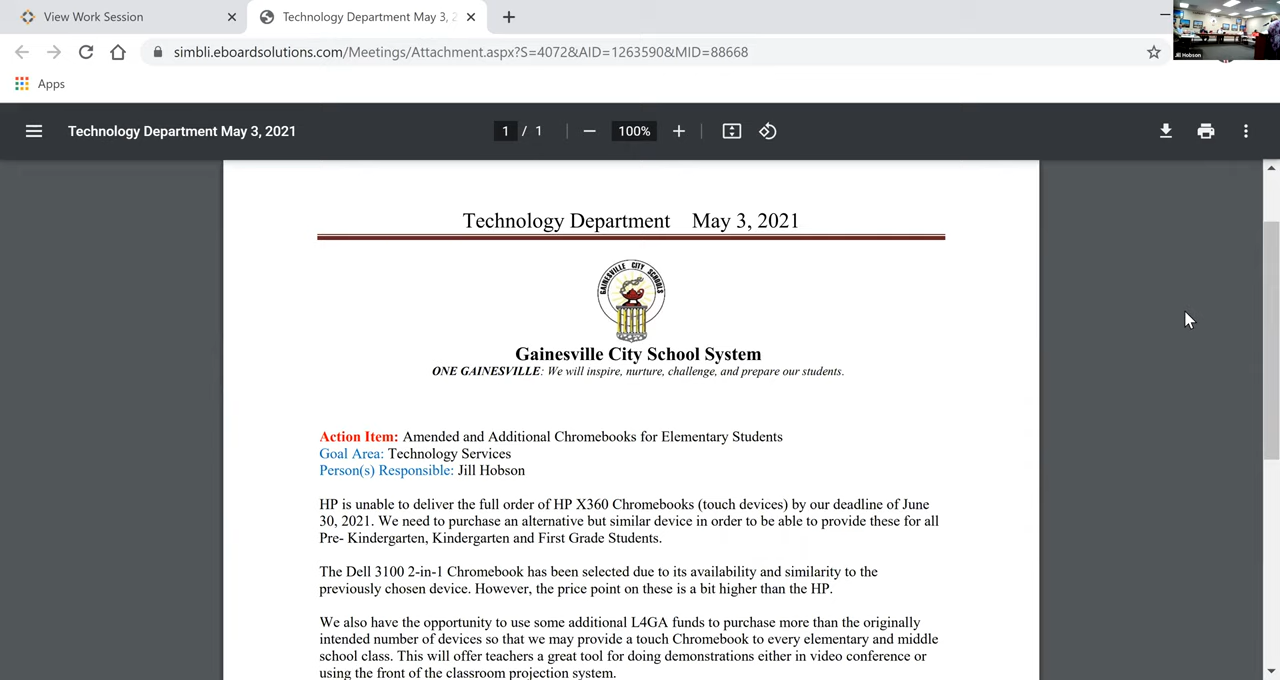 View Work Session
Technology Department May 3, 2
simbli.eboardsolutions.com/Meetings/Attachment.aspx?S=4072&AID=1263590&MID=88668
Jill Hobson
Apps
Technology Department May 3, 2021
1 / 1
100%
Technology Department May 3, 2021
GAINESVILLE CITY SCHOOLS
Gainesville City School System
ONE GAINESVILLE: We will inspire, nurture, challenge, and prepare our students.
Action Item: Amended and Additional Chromebooks for Elementary Students
Goal Area: Technology Services
Person(s) Responsible: Jill Hobson
HP is unable to deliver the full order of HP X360 Chromebooks (touch devices) by our deadline of June
30, 2021. We need to purchase an alternative but similar device in order to be able to provide these for all
Pre- Kindergarten, Kindergarten and First Grade Students.
The Dell 3100 2-in-1 Chromebook has been selected due to its availability and similarity to the
previously chosen device. However, the price point on these is a bit higher than the HP.
We also have the opportunity to use some additional L4GA funds to purchase more than the originally
intended number of devices so that we may provide a touch Chromebook to every elementary and middle
school class. This will offer teachers a great tool for doing demonstrations either in video conference or
using the front of the classroom projection system.